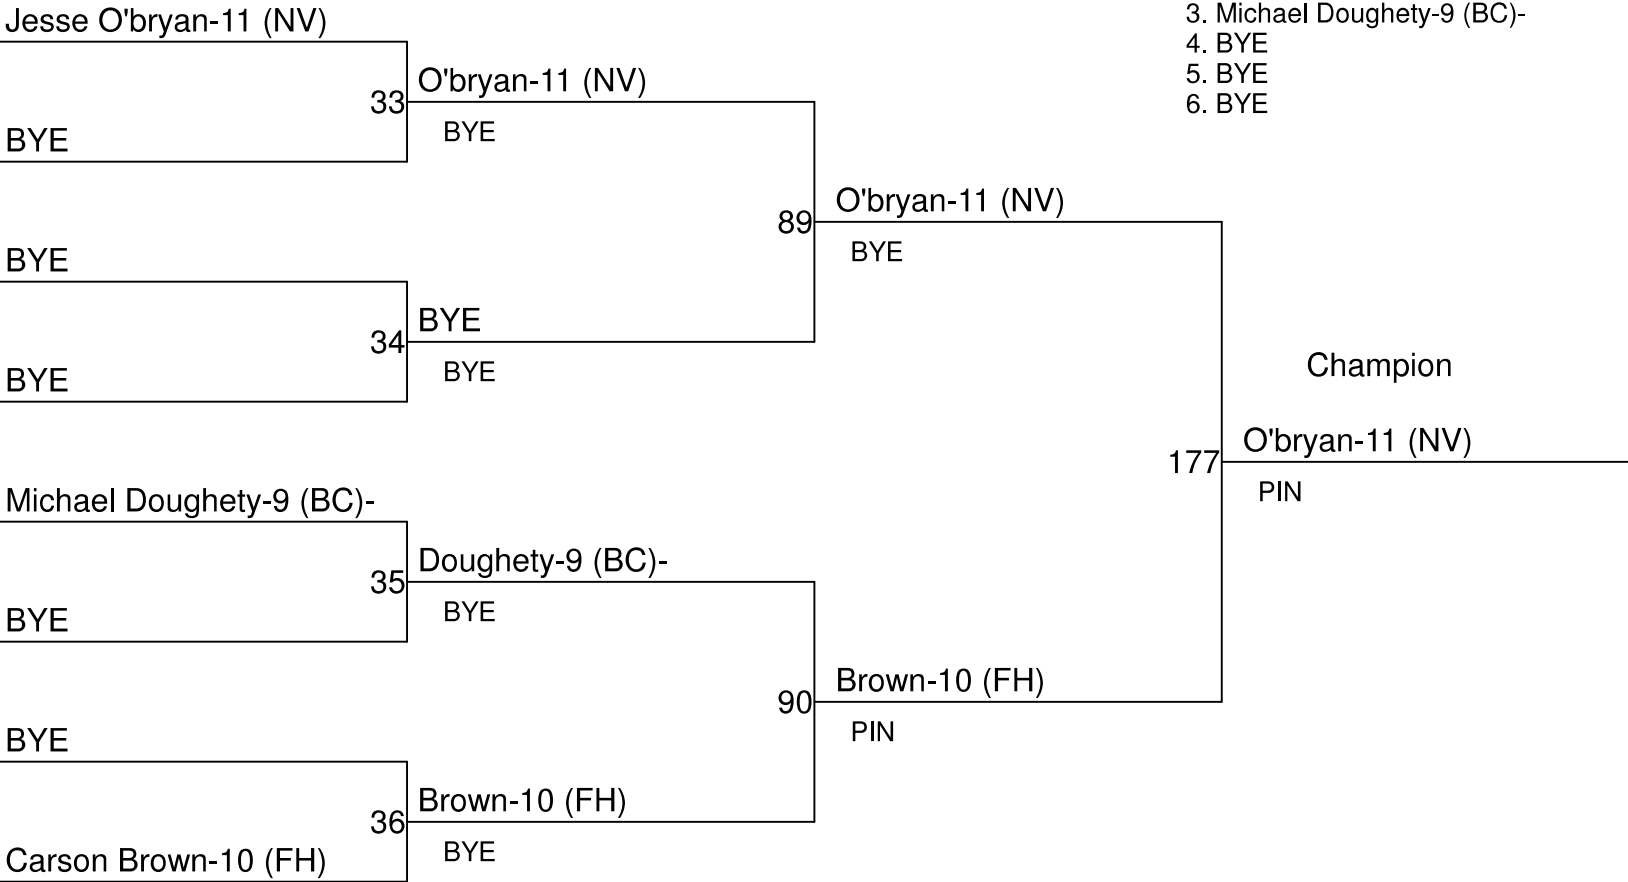 Jesse O'bryan-11 (NV)
3. Michael Doughety-9 (BC)-
4. BYE
5. BYE
6. BYE
33
O'bryan-11 (NV)
BYE
BYE
89
O'bryan-11 (NV)
BYE
BYE
34
BYE
BYE
BYE
Champion
177
O'bryan-11 (NV)
PIN
Michael Doughety-9 (BC)-
35
Doughety-9 (BC)-
BYE
BYE
90
Brown-10 (FH)
PIN
BYE
36
Brown-10 (FH)
BYE
Carson Brown-10 (FH)